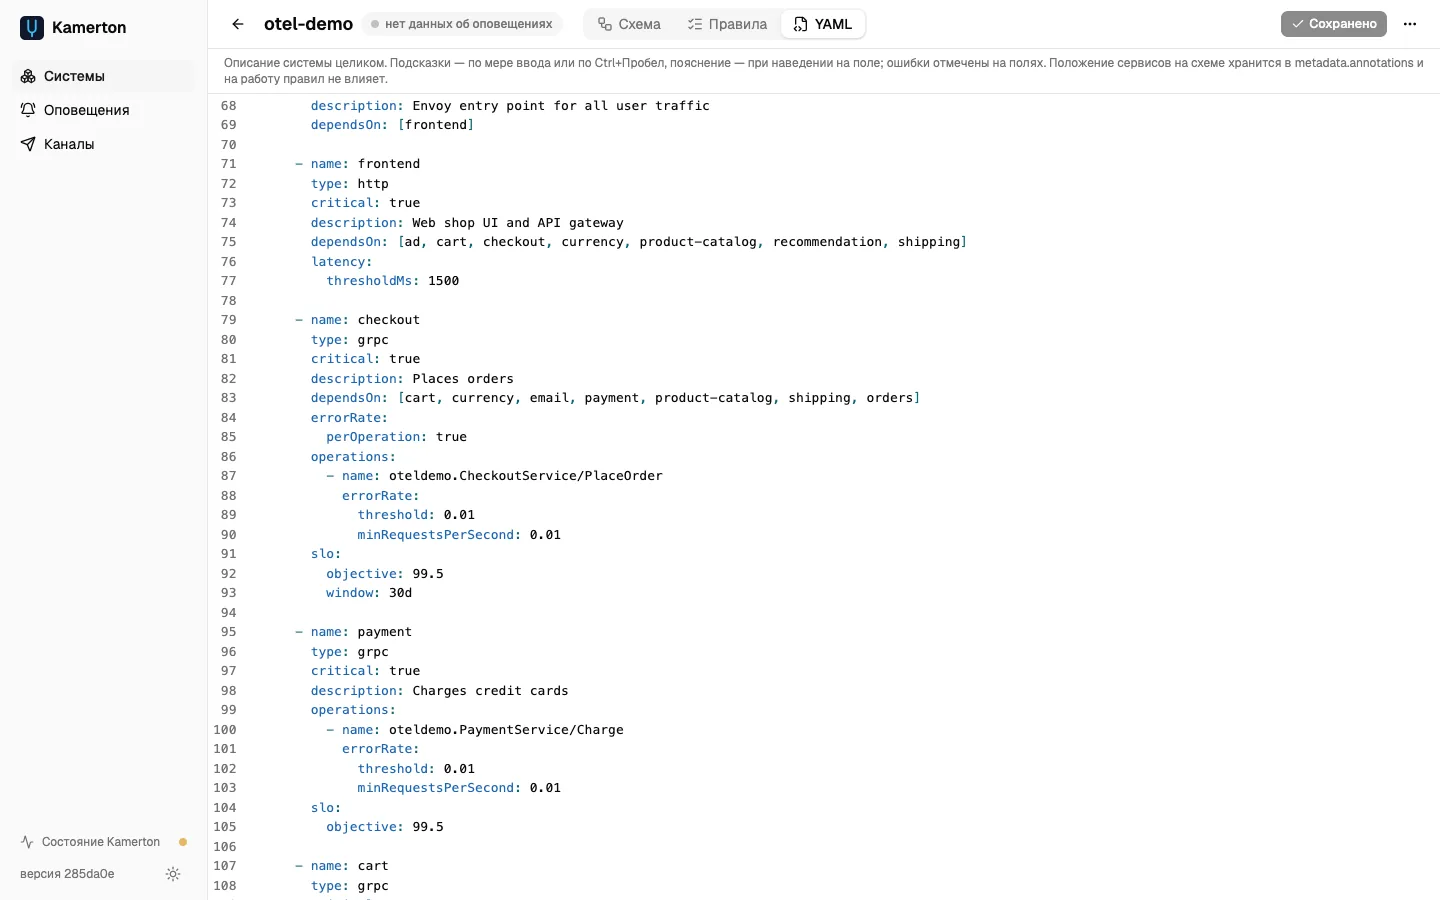 Kamerton
otel-demo
нет данных об оповещениях
Схема
Правила
YAML
Сохранено
Системы
Оповещения
Каналы
Описание системы целиком. Подсказки — по мере ввода или по Ctrl+Пробел, пояснение — при наведении на поле; ошибки отмечены на полях. Положение сервисов на схеме хранится в metadata.annotations и
на работу правил не влияет.
68 description: Envoy entry point for all user traffic
69 dependsOn: [frontend]
70
71 - name: frontend
72 type: http
73 critical: true
74 description: Web shop UI and API gateway
75 dependsOn: [ad, cart, checkout, currency, product-catalog, recommendation, shipping]
76 latency:
77 thresholdMs: 1500
78
79 - name: checkout
80 type: grpc
81 critical: true
82 description: Places orders
83 dependsOn: [cart, currency, email, payment, product-catalog, shipping, orders]
84 errorRate:
85 perOperation: true
86 operations:
87 - name: oteldemo.CheckoutService/PlaceOrder
88 errorRate:
89 threshold: 0.01
90 minRequestsPerSecond: 0.01
91 slo:
92 objective: 99.5
93 window: 30d
94
95 - name: payment
96 type: grpc
97 critical: true
98 description: Charges credit cards
99 operations:
100 - name: oteldemo.PaymentService/Charge
101 errorRate:
102 threshold: 0.01
103 minRequestsPerSecond: 0.01
104 slo:
105 objective: 99.5
106
107 - name: cart
108 type: grpc
Состояние Kamerton
версия 285da0e